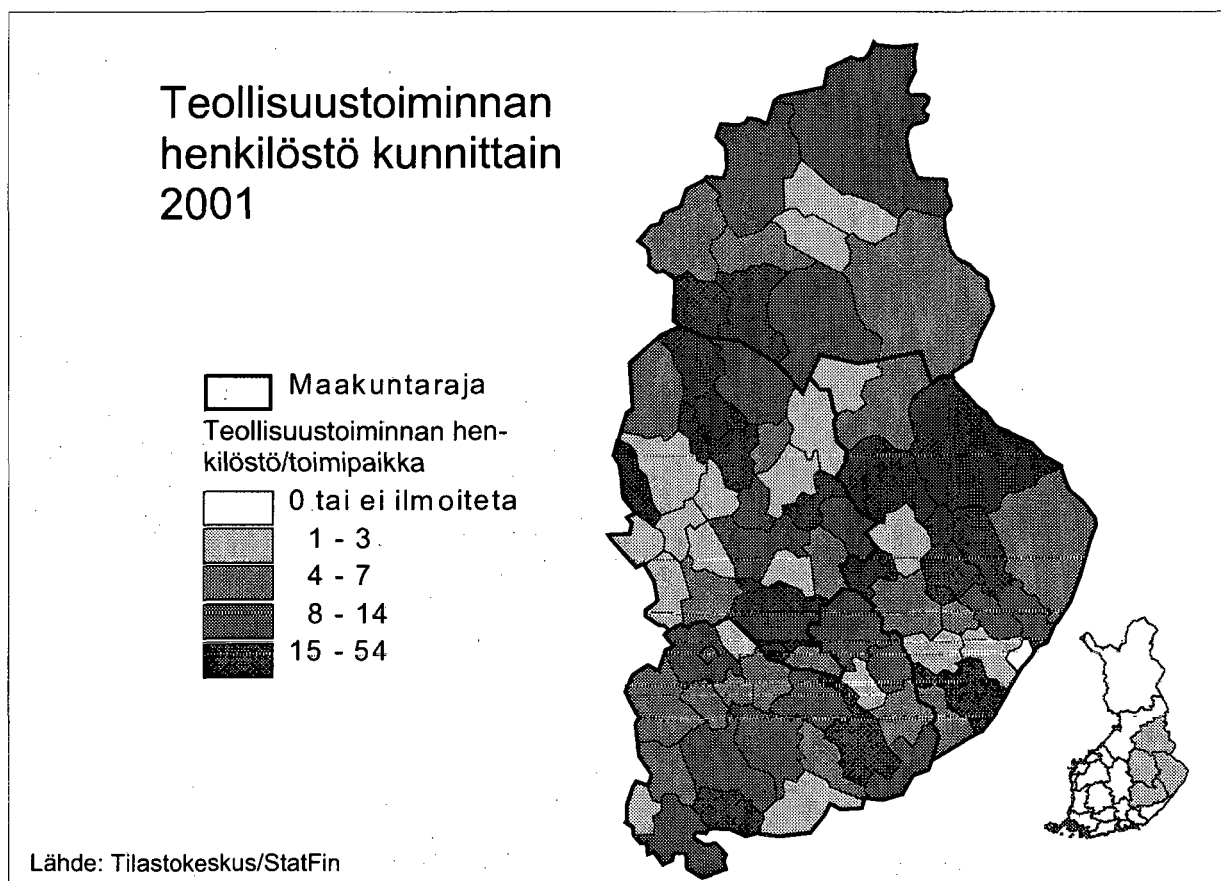 Teollisuustoiminnan
henkilöstö kunnittain
2001
Maakuntaraja
Teollisuustoiminnan hen-
kilöstö/toimipaikka
0 tai ei ilmoiteta
1 - 3
4 - 7
8 - 14
15 - 54
Lähde: Tilastokeskus/StatFin